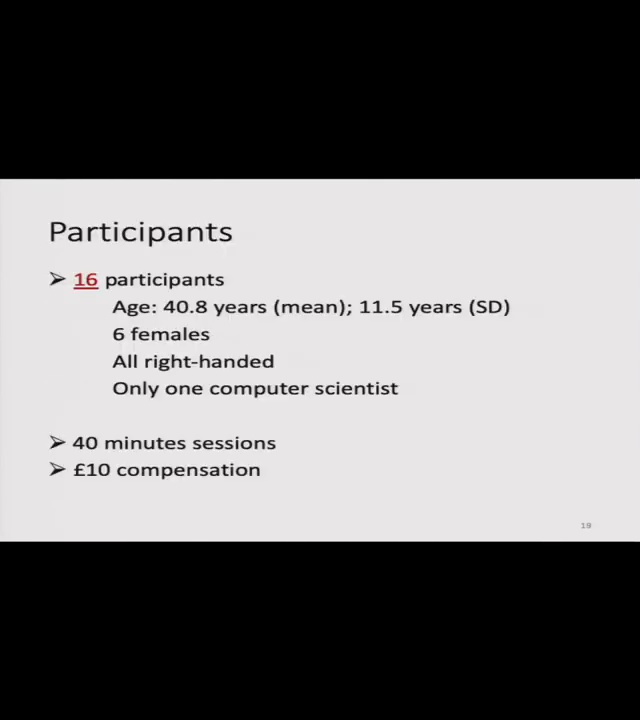 Participants
➢ 16 participants
Age: 40.8 years (mean); 11.5 years (SD)
6 females
All right-handed
Only one computer scientist
➢ 40 minutes sessions
➢ £10 compensation
19